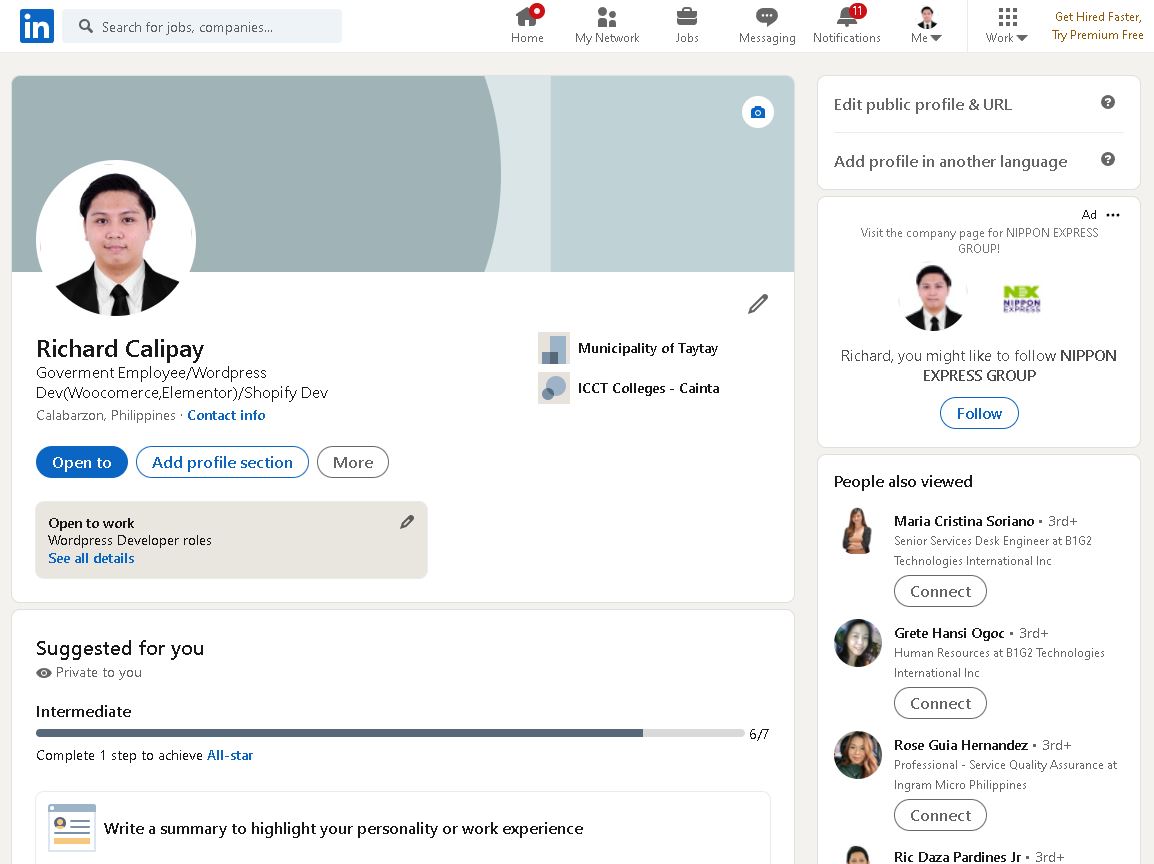 in
Search for jobs, companies...
Home
My Network
Jobs
Messaging
11
Notifications
Me
Work
Get Hired Faster,
Try Premium Free
Richard Calipay
Goverment Employee/Wordpress
Dev(Woocomerce,Elementor)/Shopify Dev
Calabarzon, Philippines · Contact info
Municipality of Taytay
ICCT Colleges - Cainta
Open to
Add profile section
More
Open to work
Wordpress Developer roles
See all details
Suggested for you
Private to you
Intermediate
6/7
Complete 1 step to achieve All-star
Write a summary to highlight your personality or work experience
Edit public profile & URL
Add profile in another language
Ad
Visit the company page for NIPPON EXPRESS
GROUP!
NX
NIPPON
EXPRESS
Richard, you might like to follow NIPPON
EXPRESS GROUP
Follow
People also viewed
Maria Cristina Soriano • 3rd+
Senior Services Desk Engineer at B1G2
Technologies International Inc
Connect
Grete Hansi Ogoc • 3rd+
Human Resources at B1G2 Technologies
International Inc
Connect
Rose Guia Hernandez • 3rd+
Professional - Service Quality Assurance at
Ingram Micro Philippines
Connect
Ric Daza Pardines Jr • 3rd+